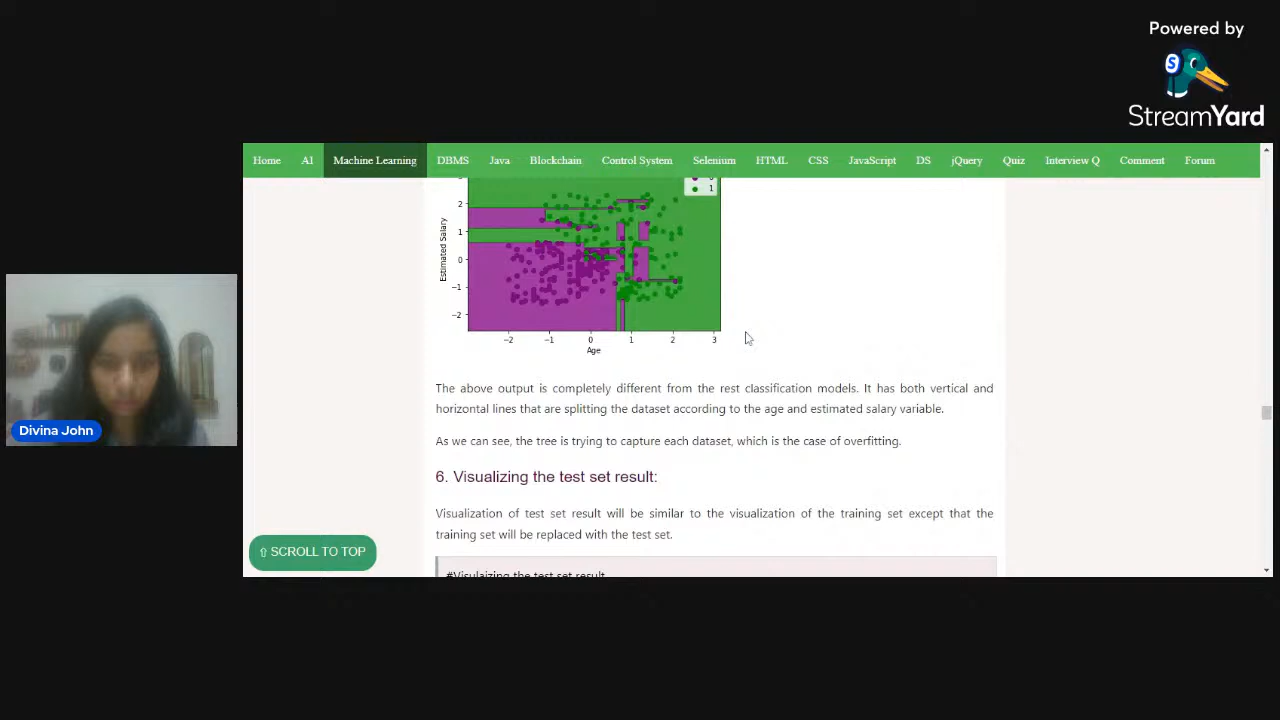 Powered by
S
StreamYard
Home AI Machine Learning DBMS Java Blockchain Control System Selenium HTML CSS JavaScript DS jQuery Quiz Interview Q Comment Forum
1
2
1
0
−1
−2
Estimated Salary
−2 −1 0 1 2 3
Age
The above output is completely different from the rest classification models. It has both vertical and
horizontal lines that are splitting the dataset according to the age and estimated salary variable.
As we can see, the tree is trying to capture each dataset, which is the case of overfitting.
6. Visualizing the test set result:
Visualization of test set result will be similar to the visualization of the training set except that the
training set will be replaced with the test set.
⇧ SCROLL TO TOP
#Visulaizing the test set result
Divina John